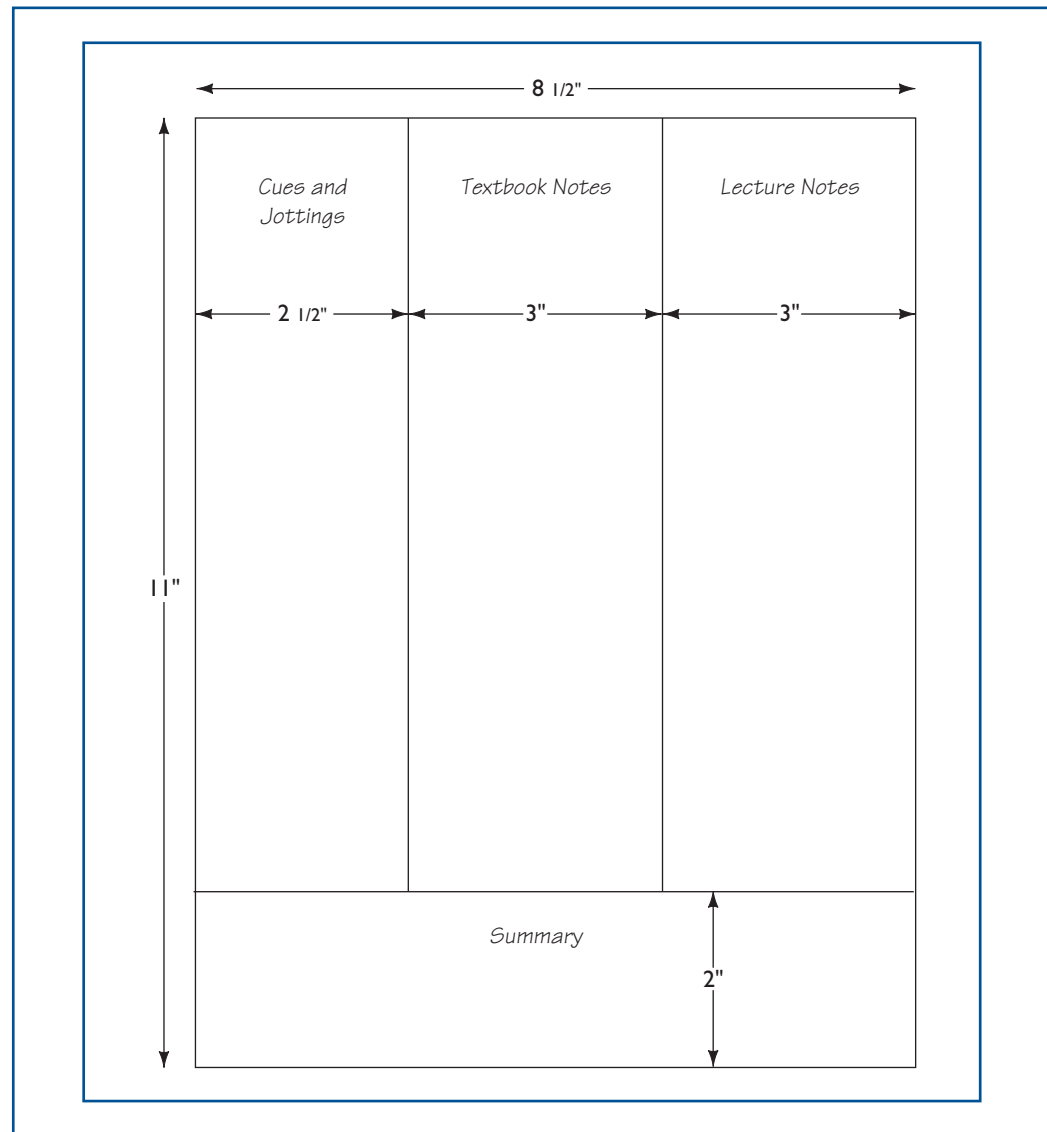 8 1/2"
Cues and
Jottings
Textbook Notes
Lecture Notes
2 1/2"
3"
3"
11"
Summary
2"